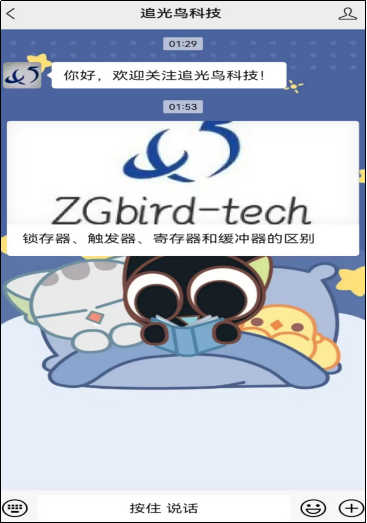 追光鸟科技
01:29
你好，欢迎关注追光鸟科技！
01:53
ZGbird-tech
锁存器、触发器、寄存器和缓冲器的区别
按住 说话